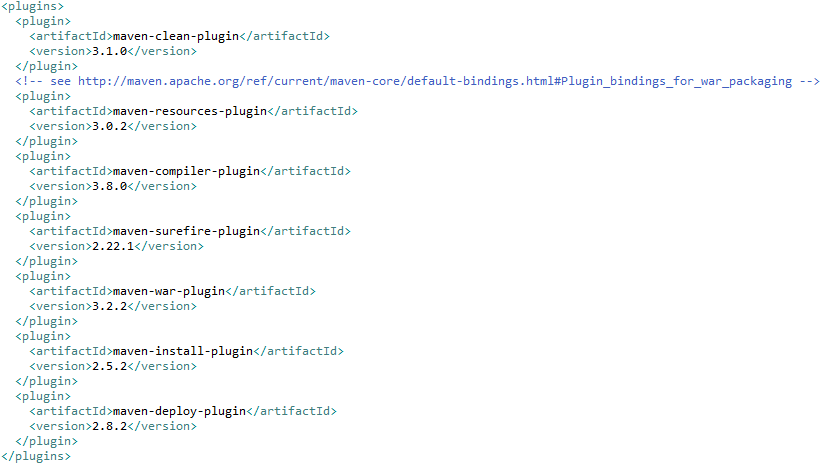 <plugins>
<plugin>
<artifactId>maven-clean-plugin</artifactId>
<version>3.1.0</version>
</plugin>
<!-- see http://maven.apache.org/ref/current/maven-core/default-bindings.html#Plugin_bindings_for_war_packaging -->
<plugin>
<artifactId>maven-resources-plugin</artifactId>
<version>3.0.2</version>
</plugin>
<plugin>
<artifactId>maven-compiler-plugin</artifactId>
<version>3.8.0</version>
</plugin>
<plugin>
<artifactId>maven-surefire-plugin</artifactId>
<version>2.22.1</version>
</plugin>
<plugin>
<artifactId>maven-war-plugin</artifactId>
<version>3.2.2</version>
</plugin>
<plugin>
<artifactId>maven-install-plugin</artifactId>
<version>2.5.2</version>
</plugin>
<plugin>
<artifactId>maven-deploy-plugin</artifactId>
<version>2.8.2</version>
</plugin>
</plugins>